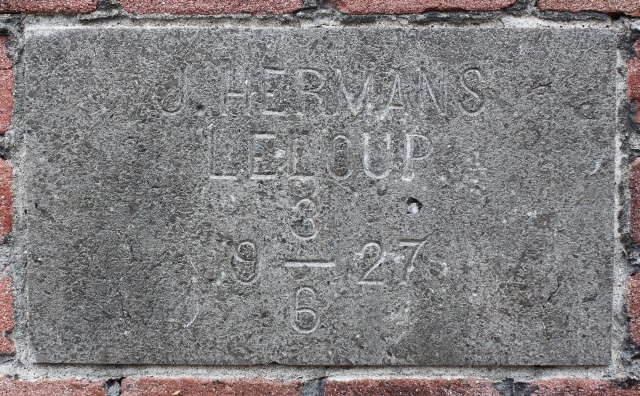 J. HERMANS
LELOUP.
3
19 — 27
6